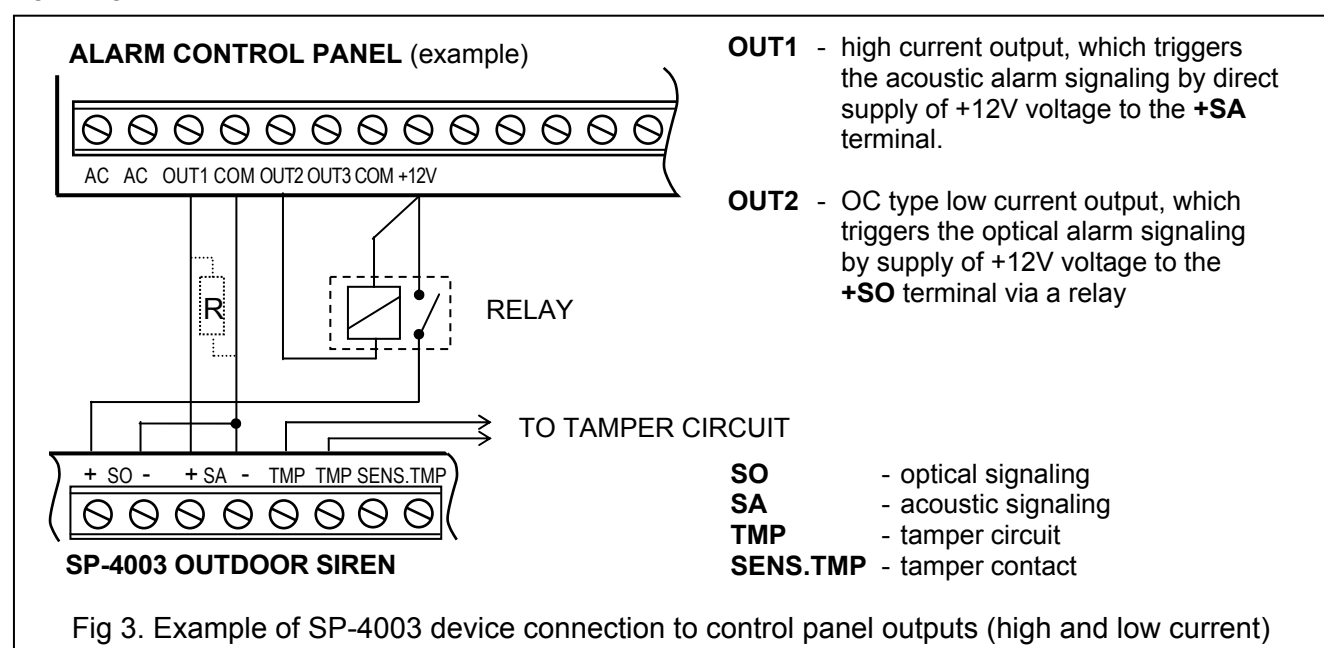 ALARM CONTROL PANEL (example)
AC AC OUT1 COM OUT2 OUT3 COM +12V
R
RELAY
TO TAMPER CIRCUIT
+ SO - + SA - TMP TMP SENS.TMP
SP-4003 OUTDOOR SIREN
OUT1 - high current output, which triggers
the acoustic alarm signaling by direct
supply of +12V voltage to the +SA
terminal.
OUT2 - OC type low current output, which
triggers the optical alarm signaling
by supply of +12V voltage to the
+SO terminal via a relay
SO - optical signaling
SA - acoustic signaling
TMP - tamper circuit
SENS.TMP - tamper contact
Fig 3. Example of SP-4003 device connection to control panel outputs (high and low current)